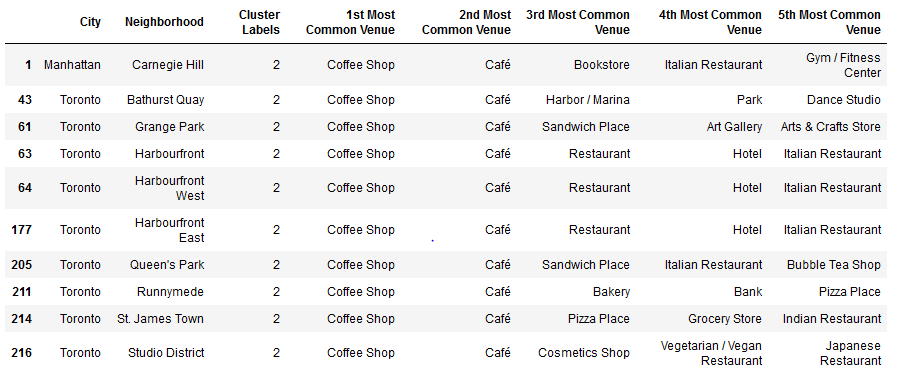 City Neighborhood Cluster Labels 1st Most Common Venue 2nd Most Common Venue 3rd Most Common Venue 4th Most Common Venue 5th Most Common Venue
1 Manhattan Carnegie Hill 2 Coffee Shop Café Bookstore Italian Restaurant Gym / Fitness Center
43 Toronto Bathurst Quay 2 Coffee Shop Café Harbor / Marina Park Dance Studio
61 Toronto Grange Park 2 Coffee Shop Café Sandwich Place Art Gallery Arts & Crafts Store
63 Toronto Harbourfront 2 Coffee Shop Café Restaurant Hotel Italian Restaurant
64 Toronto Harbourfront West 2 Coffee Shop Café Restaurant Hotel Italian Restaurant
177 Toronto Harbourfront East 2 Coffee Shop Café Restaurant Hotel Italian Restaurant
205 Toronto Queen's Park 2 Coffee Shop Café Sandwich Place Italian Restaurant Bubble Tea Shop
211 Toronto Runnymede 2 Coffee Shop Café Bakery Bank Pizza Place
214 Toronto St. James Town 2 Coffee Shop Café Pizza Place Grocery Store Indian Restaurant
216 Toronto Studio District 2 Coffee Shop Café Cosmetics Shop Vegetarian / Vegan Restaurant Japanese Restaurant